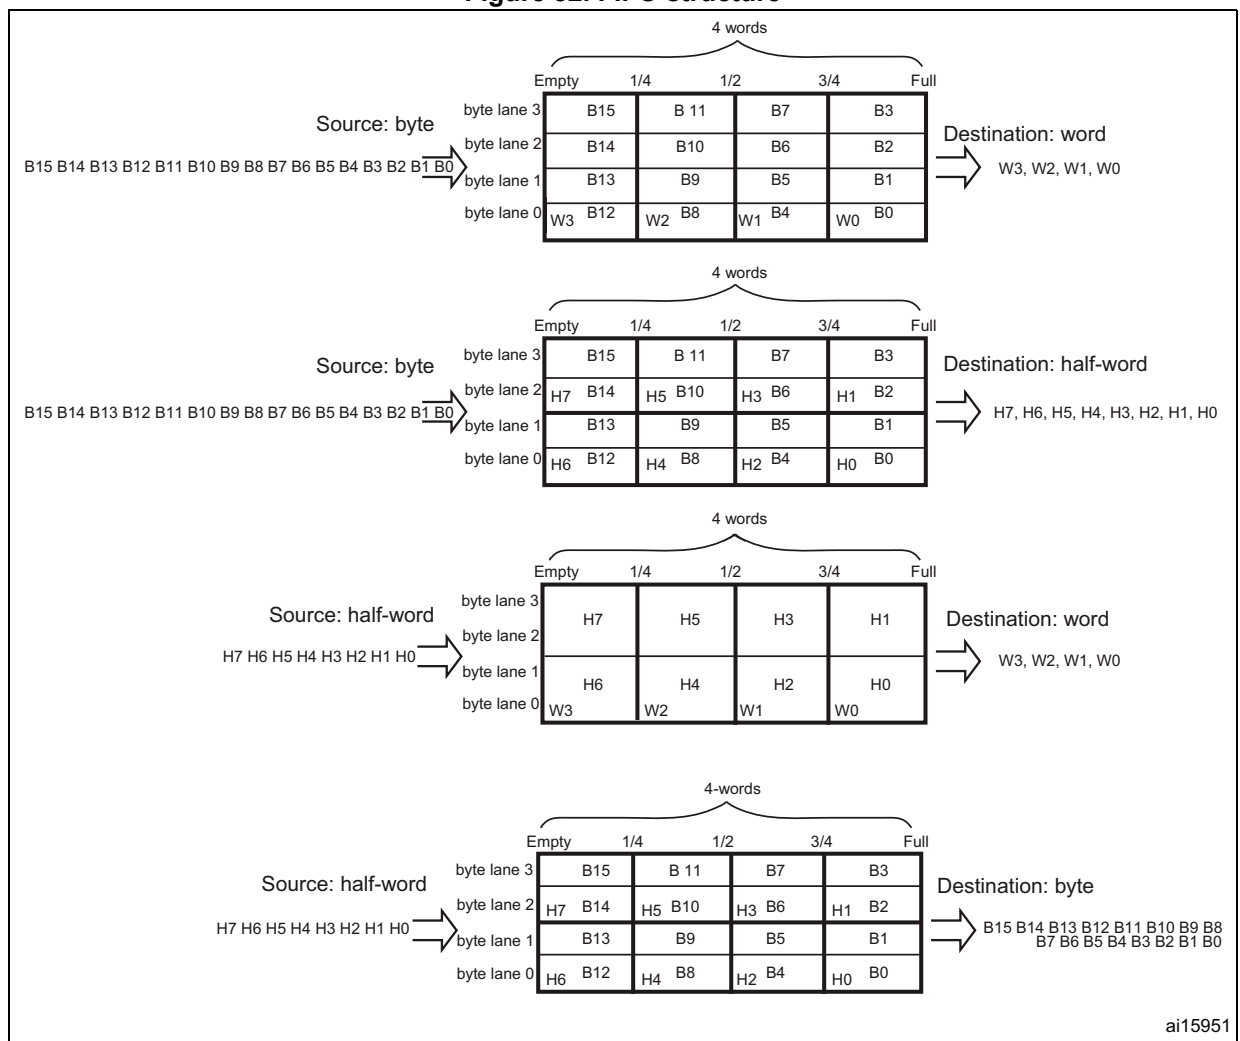 4 words
Empty 1/4 1/2 3/4 Full
byte lane 3 B15 B 11 B7 B3
Source: byte
Destination: word
byte lane 2 B14 B10 B6 B2
B15 B14 B13 B12 B11 B10 B9 B8 B7 B6 B5 B4 B3 B2 B1 B0
W3, W2, W1, W0
byte lane 1 B13 B9 B5 B1
byte lane 0 W3 B12 W2 B8 W1 B4 W0 B0
4 words
Empty 1/4 1/2 3/4 Full
byte lane 3 B15 B 11 B7 B3
Source: byte
Destination: half-word
byte lane 2 H7 B14 H5 B10 H3 B6 H1 B2
B15 B14 B13 B12 B11 B10 B9 B8 B7 B6 B5 B4 B3 B2 B1 B0
H7, H6, H5, H4, H3, H2, H1, H0
byte lane 1 B13 B9 B5 B1
byte lane 0 H6 B12 H4 B8 H2 B4 H0 B0
4 words
Empty 1/4 1/2 3/4 Full
byte lane 3
Source: half-word
H7 H5 H3 H1
Destination: word
byte lane 2
H7 H6 H5 H4 H3 H2 H1 H0
W3, W2, W1, W0
byte lane 1
H6 H4 H2 H0
byte lane 0 W3 W2 W1 W0
4-words
Empty 1/4 1/2 3/4 Full
byte lane 3 B15 B 11 B7 B3
Source: half-word
Destination: byte
byte lane 2 H7 B14 H5 B10 H3 B6 H1 B2
H7 H6 H5 H4 H3 H2 H1 H0
B15 B14 B13 B12 B11 B10 B9 B8
B7 B6 B5 B4 B3 B2 B1 B0
byte lane 1 B13 B9 B5 B1
byte lane 0 H6 B12 H4 B8 H2 B4 H0 B0
ai15951